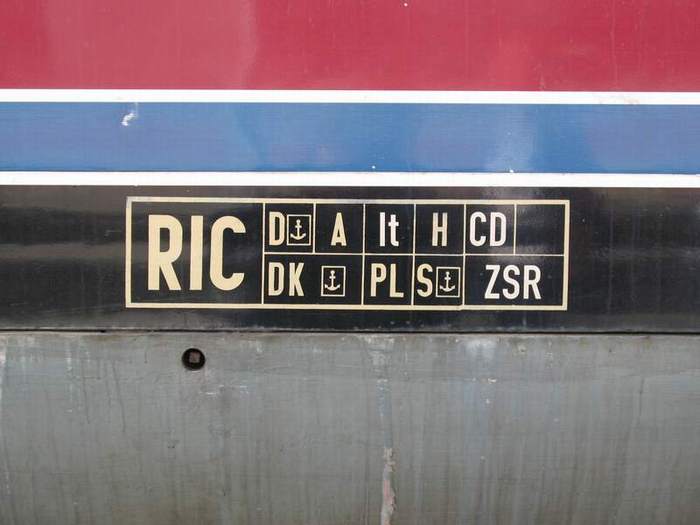 RIC D A It H CD
DK PL S ZSR